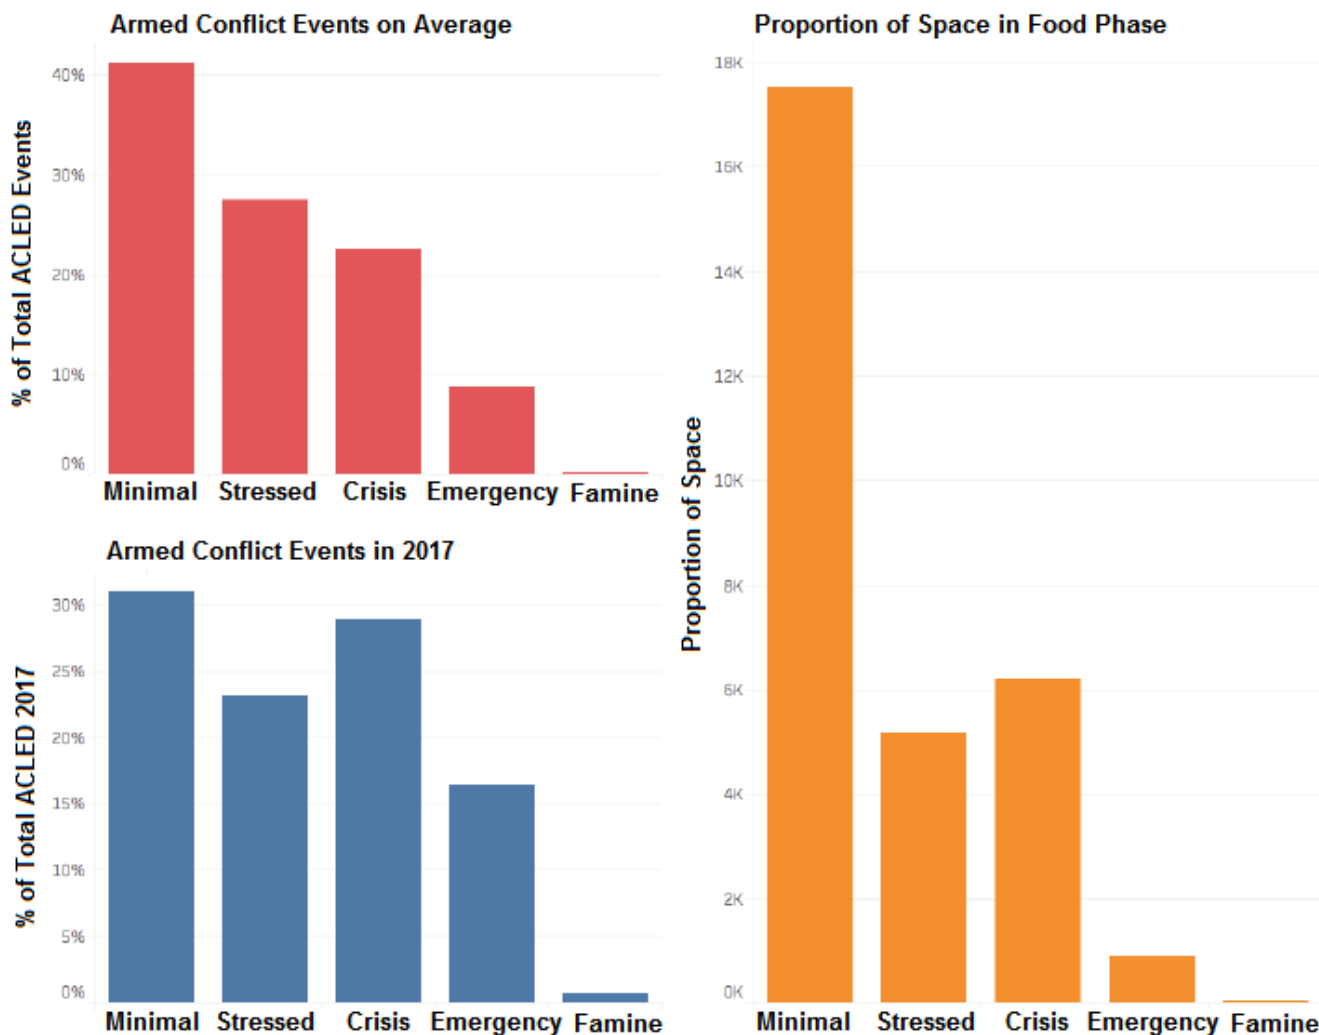 Armed Conflict Events on Average
% of Total ACLED Events
40%
30%
20%
10%
0%
Minimal Stressed Crisis Emergency Famine
Armed Conflict Events in 2017
% of Total ACLED 2017
30%
25%
20%
15%
10%
5%
0%
Minimal Stressed Crisis Emergency Famine
Proportion of Space in Food Phase
Proportion of Space
18K
16K
14K
12K
10K
8K
6K
4K
2K
0K
Minimal Stressed Crisis Emergency Famine